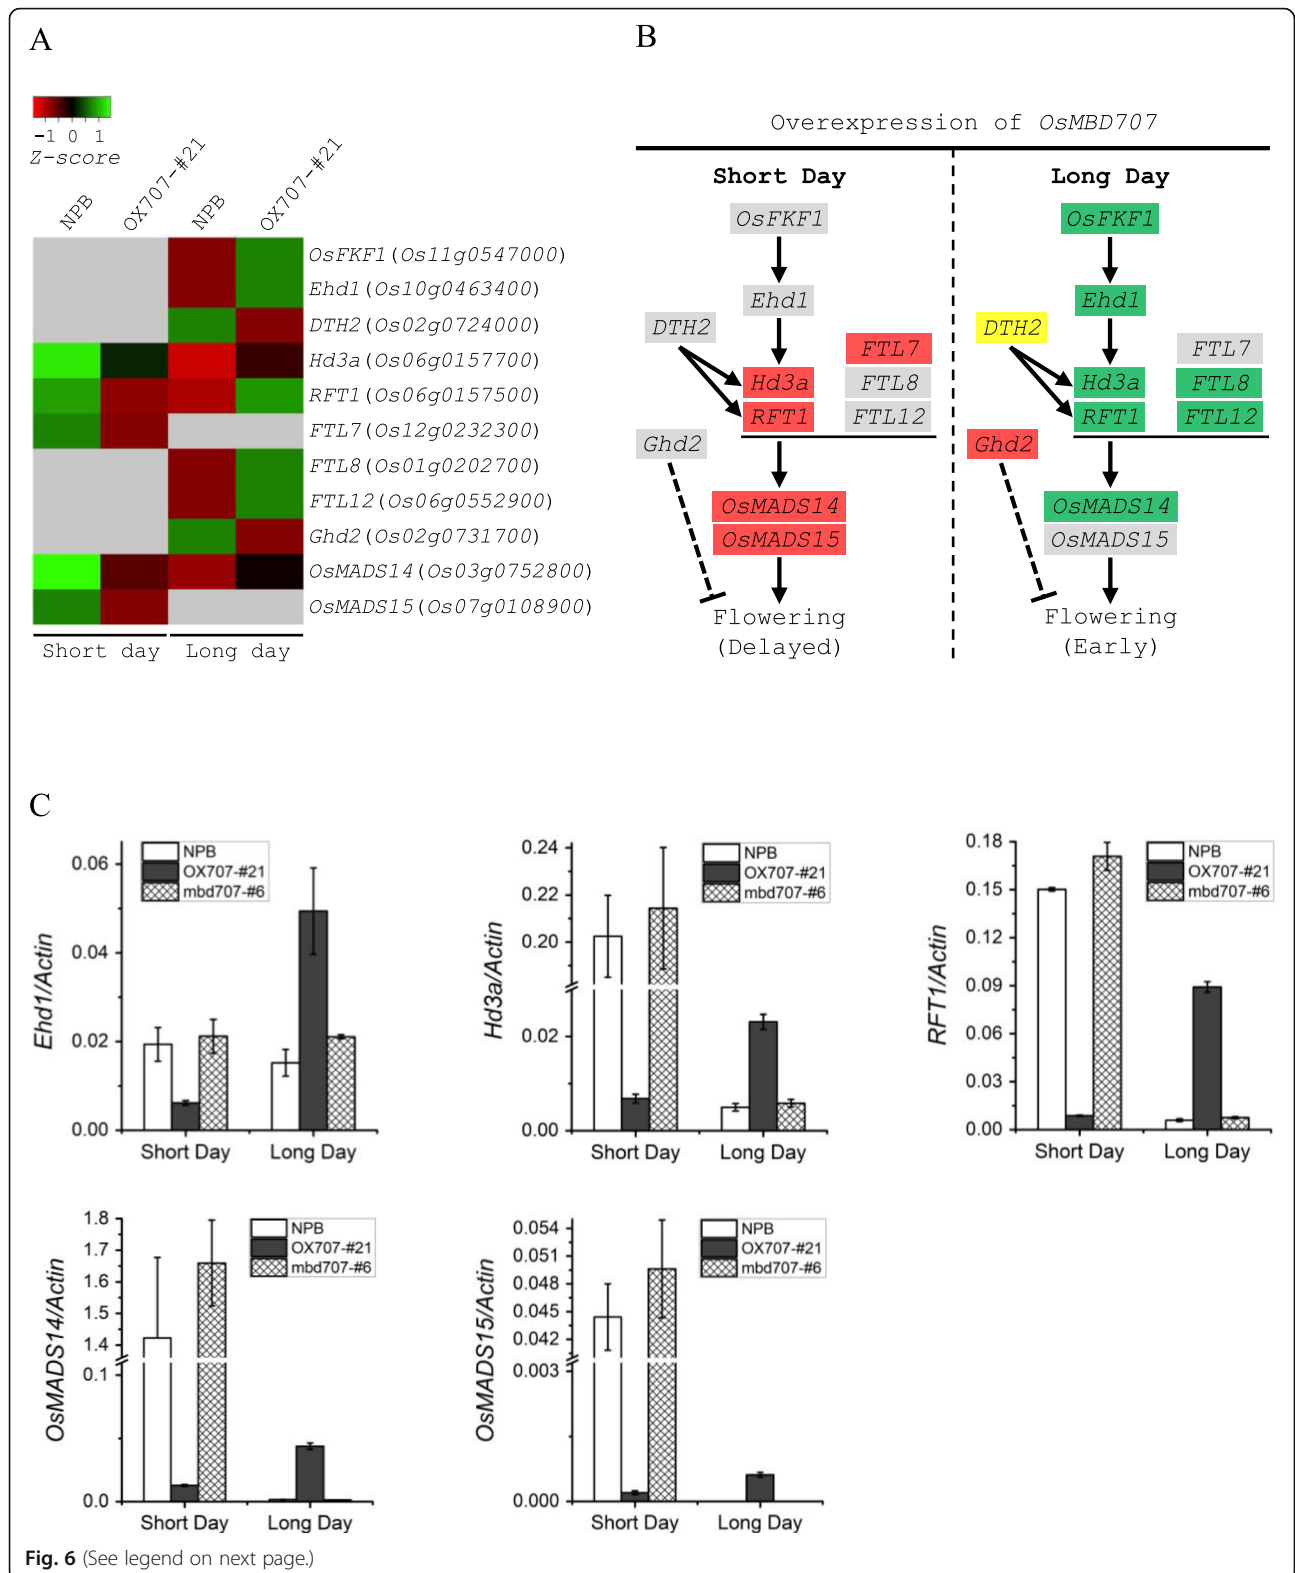 A
-1 0 1
Z-score
NPB
OX707-#21
NPB
OX707-#21
OsFKF1(Os11g0547000)
Ehd1(Os10g0463400)
DTH2(Os02g0724000)
Hd3a(Os06g0157700)
RFT1(Os06g0157500)
FTL7(Os12g0232300)
FTL8(Os01g0202700)
FTL12(Os06g0552900)
Ghd2(Os02g0731700)
OsMADS14(Os03g0752800)
OsMADS15(Os07g0108900)
Short day Long day
B
Overexpression of OsMBD707
Short Day
OsFKF1
Ehd1
DTH2
FTL7
Hd3a FTL8
RFT1 FTL12
Ghd2
OsMADS14
OsMADS15
Flowering
(Delayed)
Long Day
OsFKF1
Ehd1
DTH2
FTL7
Hd3a FTL8
RFT1 FTL12
Ghd2
OsMADS14
OsMADS15
Flowering
(Early)
C
Ehd1/Actin
0.06
0.04
0.02
0.00
NPB
OX707-#21
mbd707-#6
Short Day Long Day
Hd3a/Actin
0.24
0.22
0.20
0.02
0.00
NPB
OX707-#21
mbd707-#6
Short Day Long Day
RFT1/Actin
0.18
0.15
0.12
0.09
0.06
0.03
0.00
NPB
OX707-#21
mbd707-#6
Short Day Long Day
OsMADS14/Actin
1.8
1.7
1.6
1.5
1.4
0.1
0.0
NPB
OX707-#21
mbd707-#6
Short Day Long Day
OsMADS15/Actin
0.054
0.051
0.048
0.045
0.042
0.003
0.000
NPB
OX707-#21
mbd707-#6
Short Day Long Day
Fig. 6 (See legend on next page.)